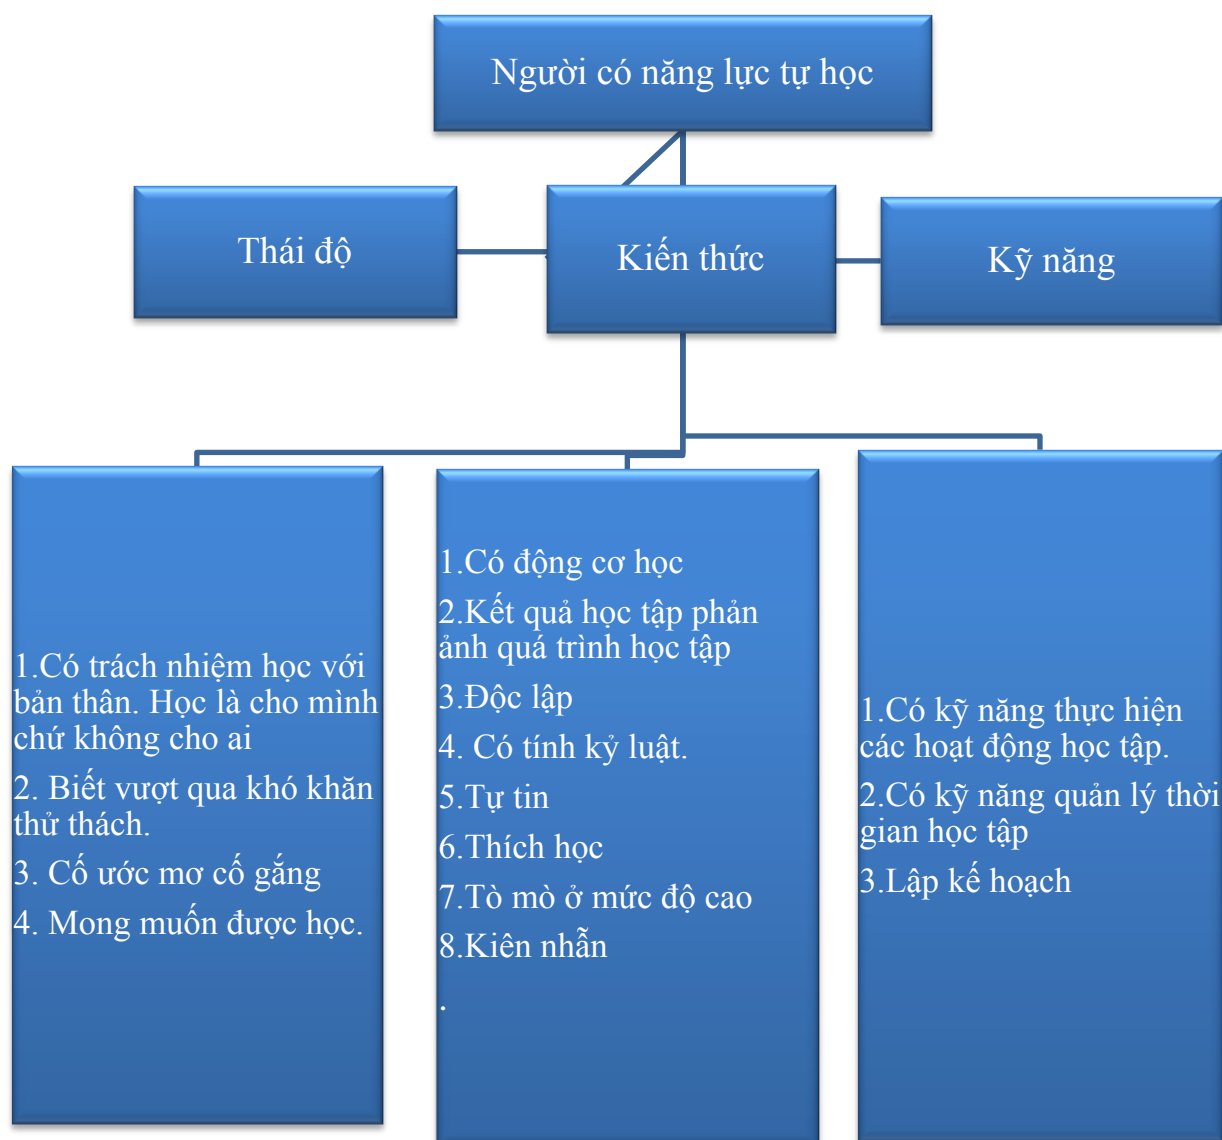 Người có năng lực tự học
Thái độ
Kiến thức
Kỹ năng
1.Có trách nhiệm học với
bản thân. Học là cho mình
chứ không cho ai
2. Biết vượt qua khó khăn
thử thách.
3. Cố ước mơ cố gắng
4. Mong muốn được học.
1.Có động cơ học
2.Kết quả học tập phản
ảnh quá trình học tập
3.Độc lập
4. Có tính kỷ luật.
5.Tự tin
6.Thích học
7.Tò mò ở mức độ cao
8.Kiên nhẫn
.
1.Có kỹ năng thực hiện
các hoạt động học tập.
2.Có kỹ năng quản lý thời
gian học tập
3.Lập kế hoạch